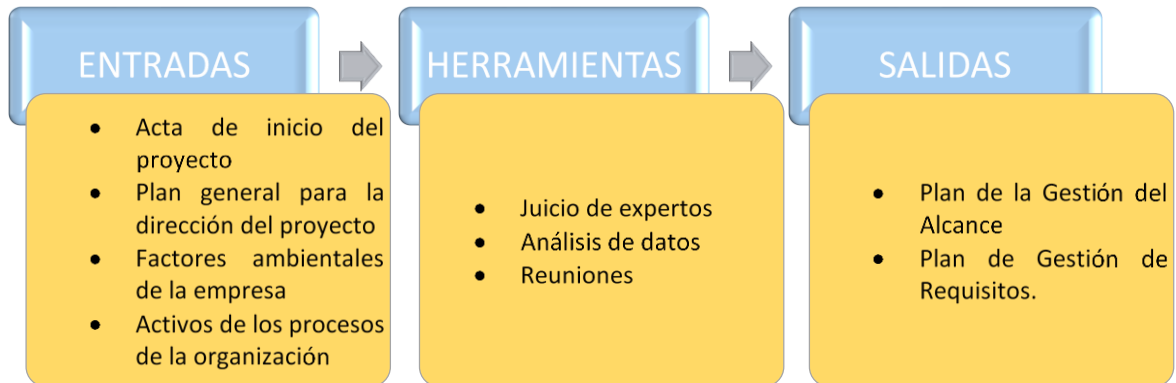 ENTRADAS
• Acta de inicio del
proyecto
• Plan general para la
dirección del proyecto
• Factores ambientales
de la empresa
• Activos de los procesos
de la organización
HERRAMIENTAS
• Juicio de expertos
• Análisis de datos
• Reuniones
SALIDAS
• Plan de la Gestión del
Alcance
• Plan de Gestión de
Requisitos.